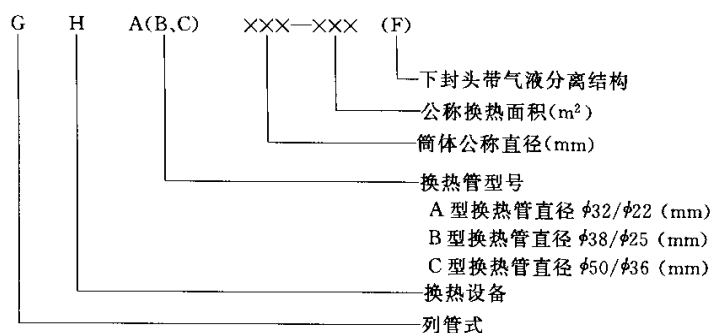 G H A(B、C) ×××—××× (F)
下封头带气液分离结构
公称换热面积(m²)
筒体公称直径(mm)
换热管型号
A 型换热管直径 ϕ32/ϕ22 (mm)
B 型换热管直径 ϕ38/ϕ25 (mm)
C 型换热管直径 ϕ50/ϕ36 (mm)
换热设备
列管式